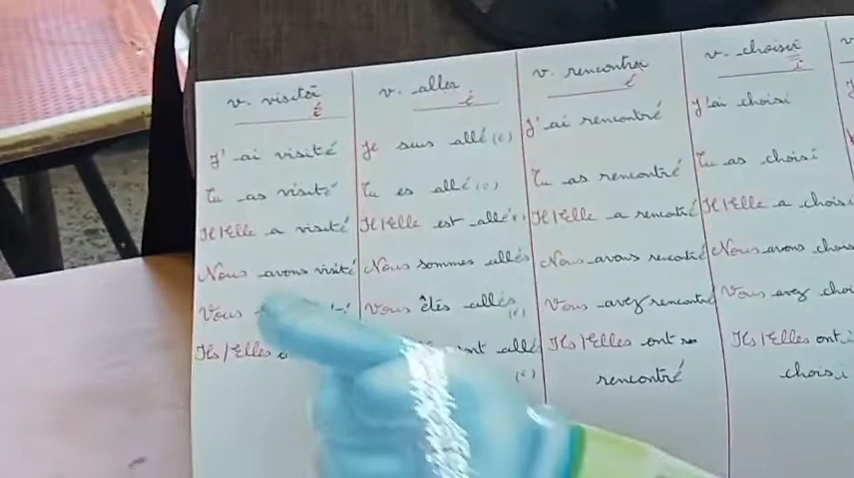 v. visiter v. aller v. rencontrer v. choisir
é é é i
J'ai visité Je suis allé (e) J'ai rencontré J'ai choisi
Tu as visité Tu es allé (e) Tu as rencontré Tu as choisi
Il/Elle a visité Il/Elle est allé Il/Elle a rencontré Il/Elle a choisi
Nous avons visité Nous sommes allés Nous avons rencontré Nous avons chois
Vous Vous êtes allés Vous avez rencontré Vous avez choi
(e)
Ils/Elles allé Ils/Elles ont Ils/Elles ont
(e) rencontré choisi